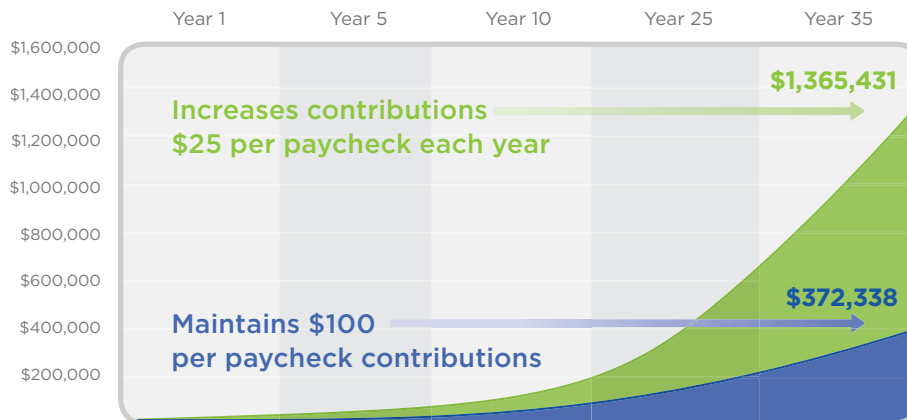 Year 1 Year 5 Year 10 Year 25 Year 35
$1,600,000
$1,400,000
$1,200,000
$1,000,000
$800,000
$600,000
$400,000
$200,000
$1,365,431
Increases contributions
$25 per paycheck each year
$372,338
Maintains $100
per paycheck contributions